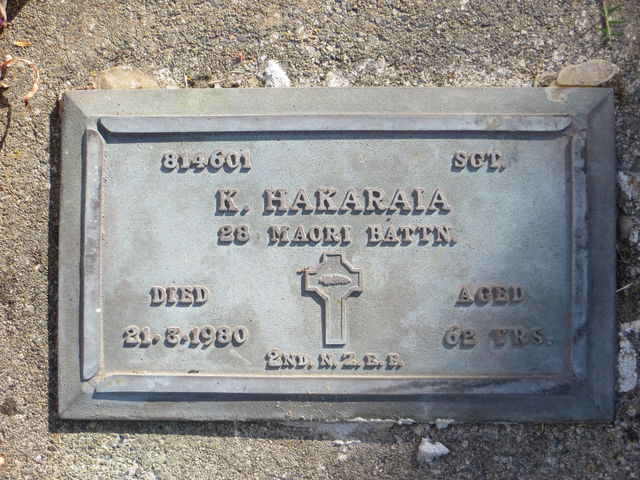 814601 SGT.
K. HAKARAIA
28 MAORI BATTN.
DIED AGED
21.3.1980 62 YRS.
2ND. N.Z.E.F.